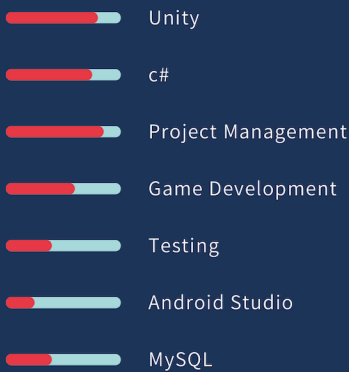 Unity
c#
Project Management
Game Development
Testing
Android Studio
MySQL